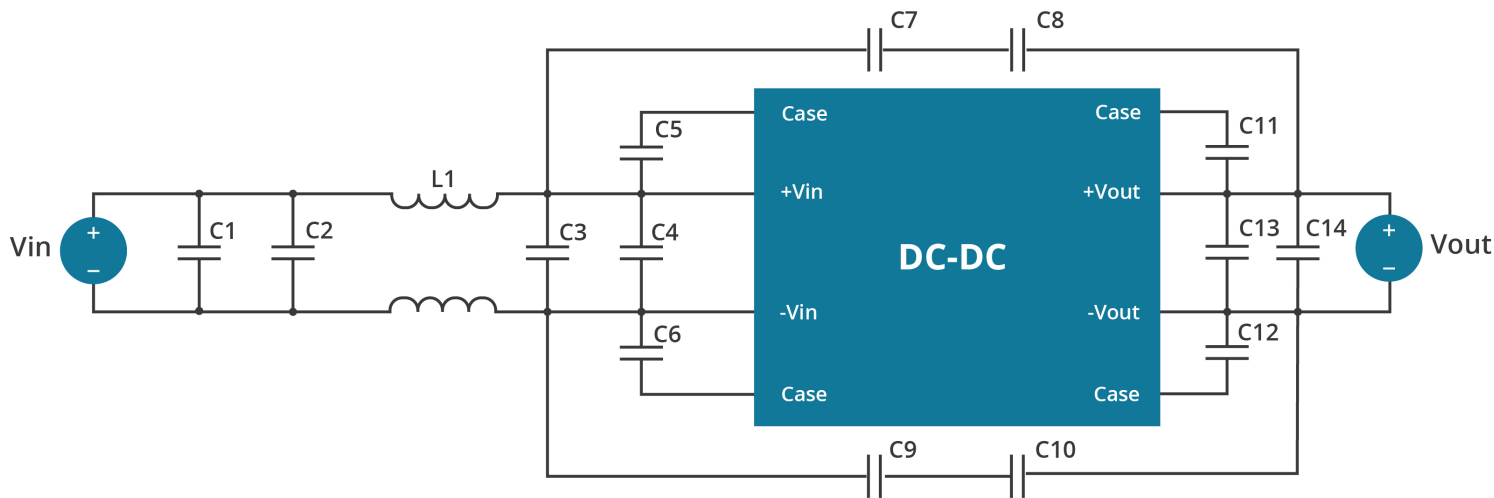 C7
C8
Case
Case
C5
C11
L1
+Vin
+Vout
Vin
+
−
C1
C2
C3
C4
DC-DC
C13
C14
+
−
Vout
-Vin
-Vout
C6
C12
Case
Case
C9
C10